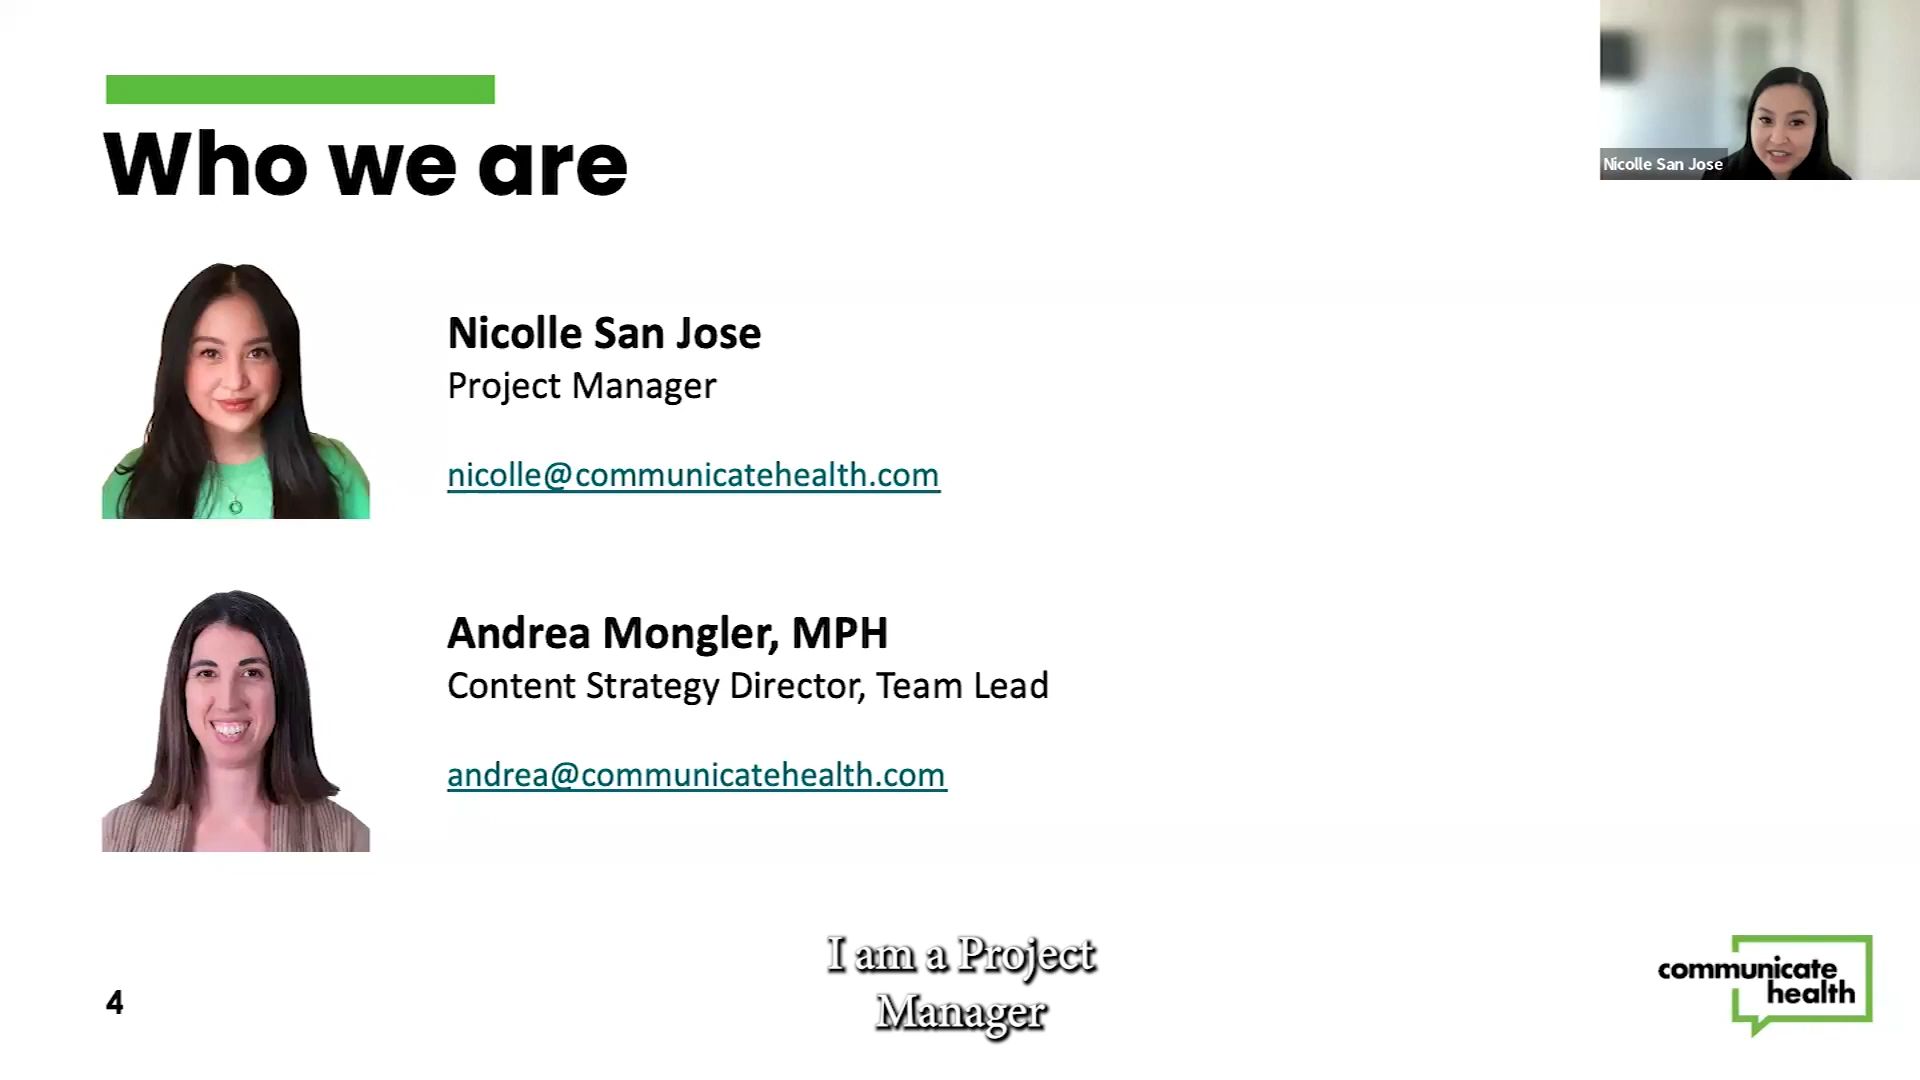 Who we are
Nicolle San Jose
Nicolle San Jose
Project Manager
nicolle@communicatehealth.com
Andrea Mongler, MPH
Content Strategy Director, Team Lead
andrea@communicatehealth.com
I am a Project
Manager
4
communicate
health